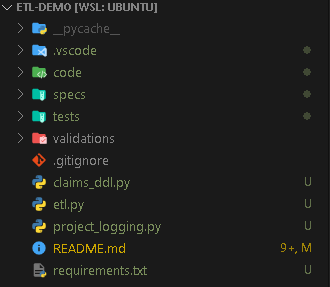 ETL-DEMO [WSL: UBUNTU]
__pycache__
.vscode
code
specs
tests
validations
.gitignore
claims_ddl.py U
etl.py U
project_logging.py U
README.md 9+, M
requirements.txt U